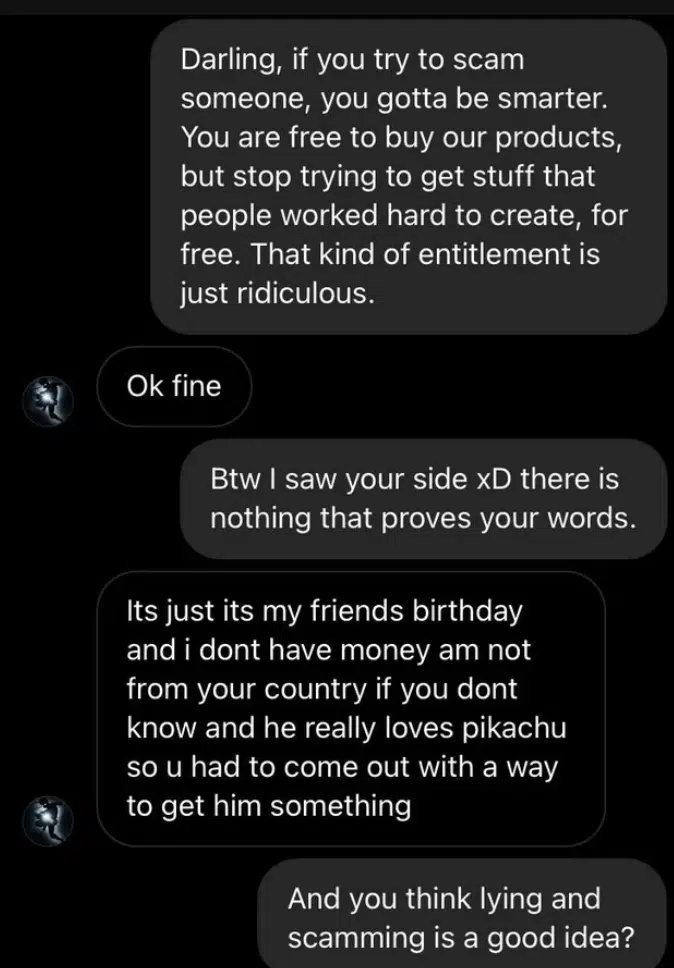 Darling, if you try to scam
someone, you gotta be smarter.
You are free to buy our products,
but stop trying to get stuff that
people worked hard to create, for
free. That kind of entitlement is
just ridiculous.
Ok fine
Btw I saw your side xD there is
nothing that proves your words.
Its just its my friends birthday
and i dont have money am not
from your country if you dont
know and he really loves pikachu
so u had to come out with a way
to get him something
And you think lying and
scamming is a good idea?